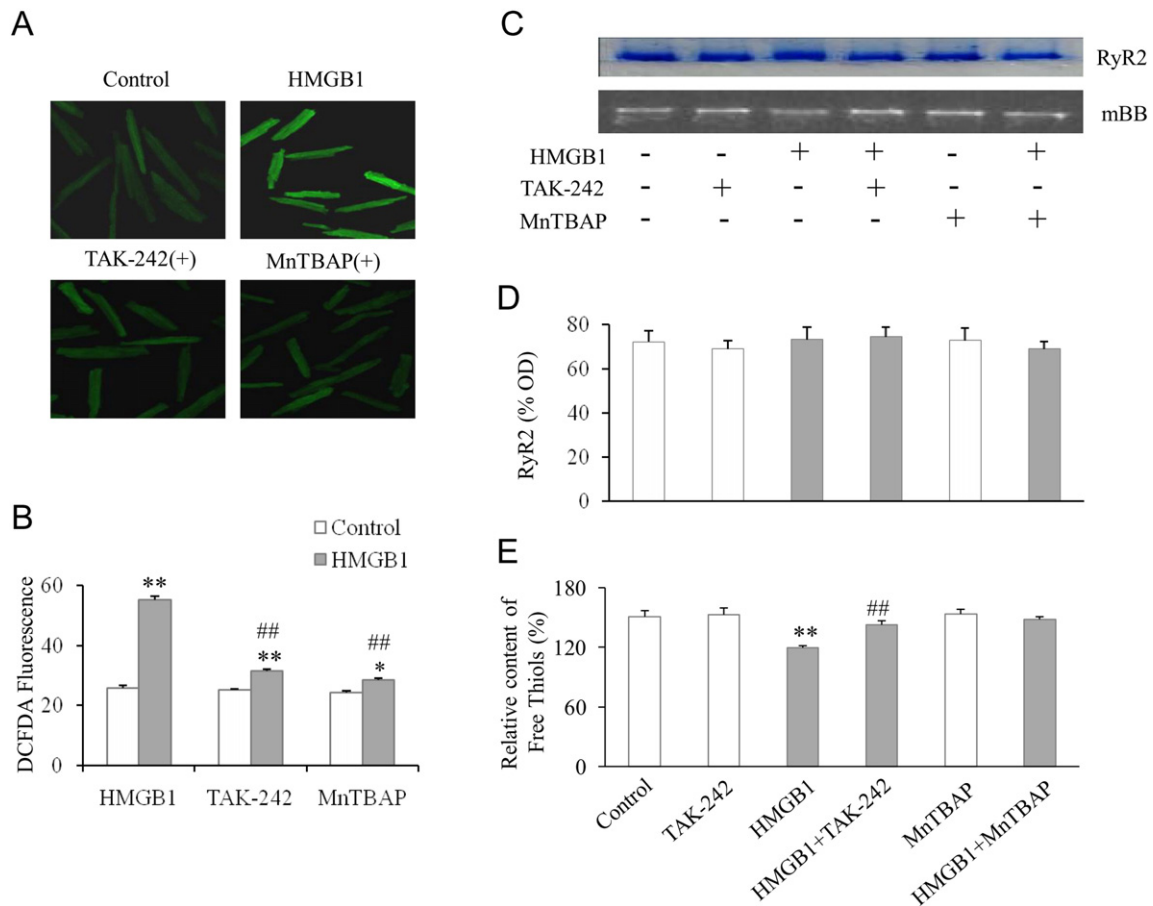 A
Control HMGB1
TAK-242(+) MnTBAP(+)
B
Control
HMGB1
DCFDA Fluorescence
60
40
20
0
**
##
**
##
*
HMGB1 TAK-242 MnTBAP
C
RyR2
mBB
HMGB1 - - + + - +
TAK-242 - + - + - -
MnTBAP - - - - + +
D
RyR2 (% OD)
80
60
40
20
0
E
Relative content of
Free Thiols (%)
180
120
60
0
**
##
Control
TAK-242
HMGB1
HMGB1+TAK-242
MnTBAP
HMGB1+MnTBAP